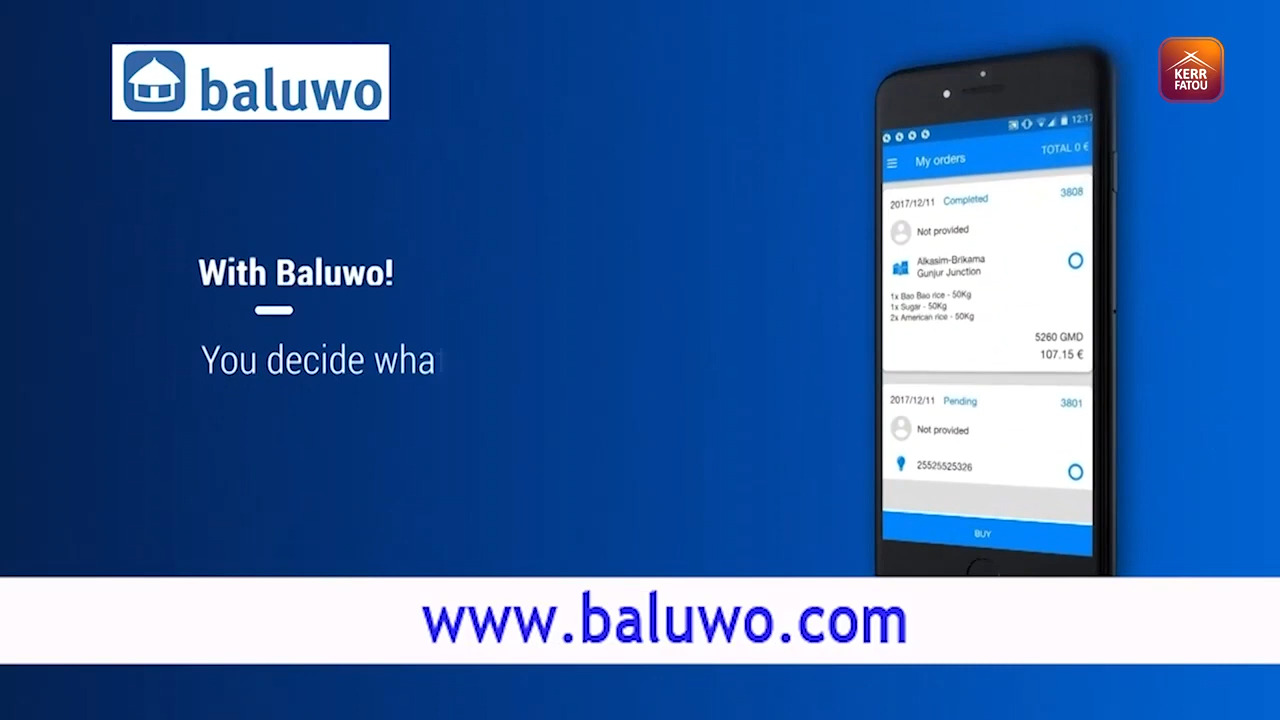 baluwo
KERR
FATOU
With Baluwo!
You decide wha
12:17
My orders
TOTAL 0 €
2017/12/11 Completed 3808
Not provided
Alkasim-Brikama
Gunjur Junction
1x Bao Bao rice - 50Kg
1x Sugar - 50Kg
2x American rice - 50Kg
5260 GMD
107.15 €
2017/12/11 Pending 3801
Not provided
25525525326
BUY
www.baluwo.com